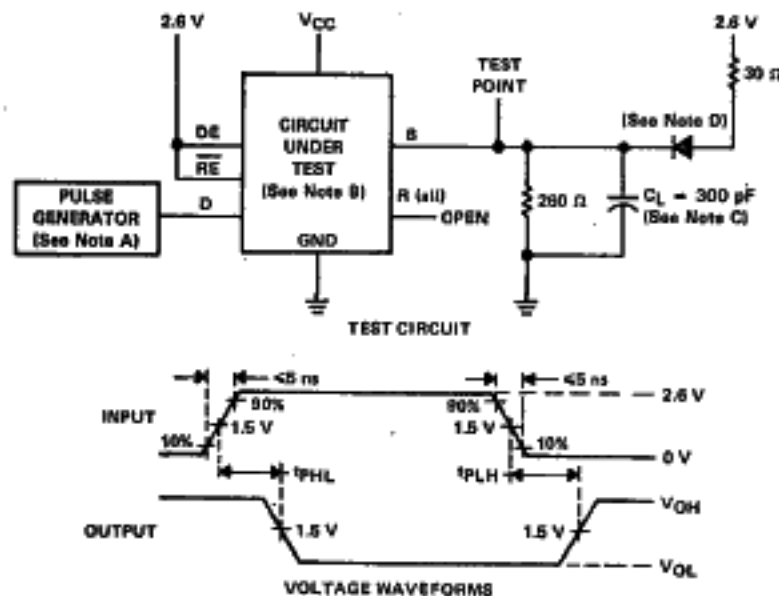 2.6 V
VCC
2.6 V
30 Ω
TEST
POINT
(See Note D)
DE
RE
CIRCUIT
UNDER
TEST
(See Note B)
B
PULSE
GENERATOR
(See Note A)
D
R (all)
OPEN
260 Ω
CL = 300 pF
(See Note C)
GND
TEST CIRCUIT
<5 ns
<5 ns
2.6 V
INPUT
90%
90%
1.5 V
1.5 V
10%
10%
0 V
tPHL
tPLH
VOH
OUTPUT
1.5 V
1.5 V
VOL
VOLTAGE WAVEFORMS